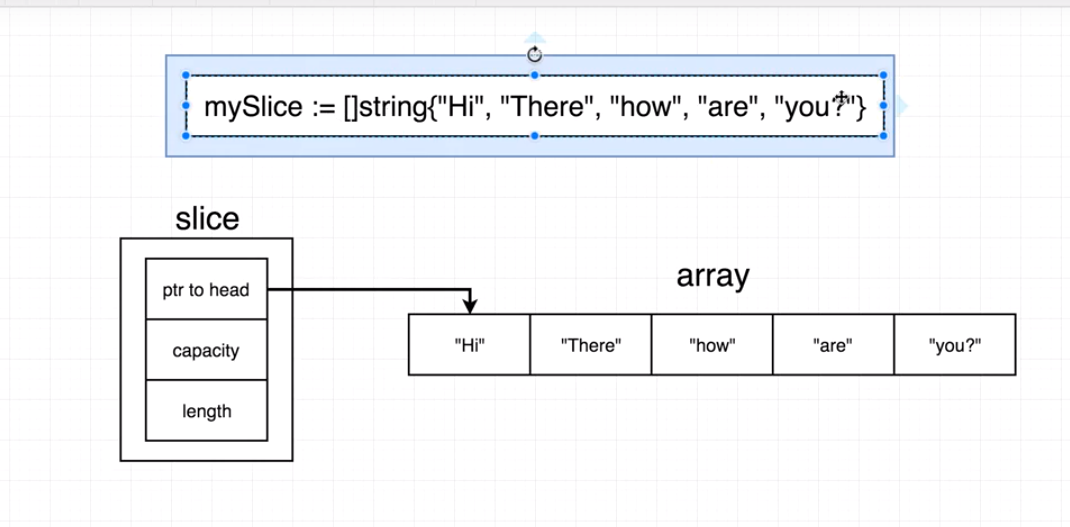 mySlice := []string{"Hi", "There", "how", "are", "you?"}
slice
ptr to head
capacity
length
array
"Hi" "There" "how" "are" "you?"